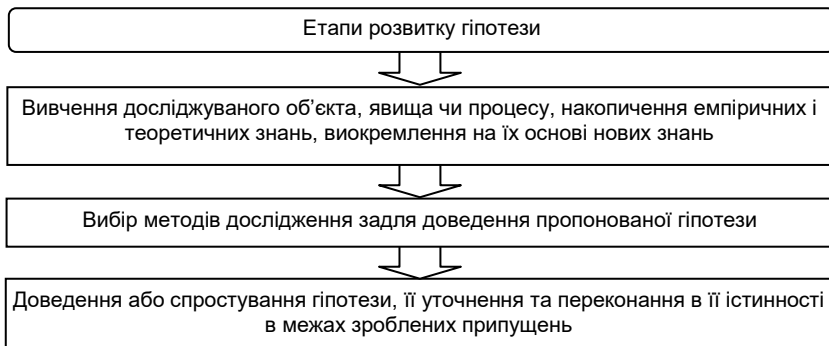 Етапи розвитку гіпотези
Вивчення досліджуваного об’єкта, явища чи процесу, накопичення емпіричних і
теоретичних знань, виокремлення на їх основі нових знань
Вибір методів дослідження задля доведення пропонованої гіпотези
Доведення або спростування гіпотези, її уточнення та переконання в її істинності
в межах зроблених припущень